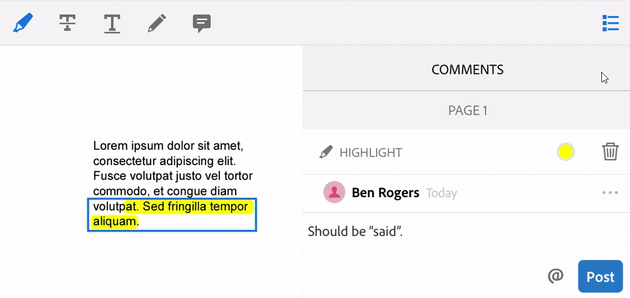 COMMENTS
PAGE 1
HIGHLIGHT
Ben Rogers Today
Should be “said”.
@ Post
Lorem ipsum dolor sit amet,
consectetur adipiscing elit.
Fusce volutpat justo vel tortor
commodo, et congue diam
volutpat. Sed fringilla tempor
aliquam.